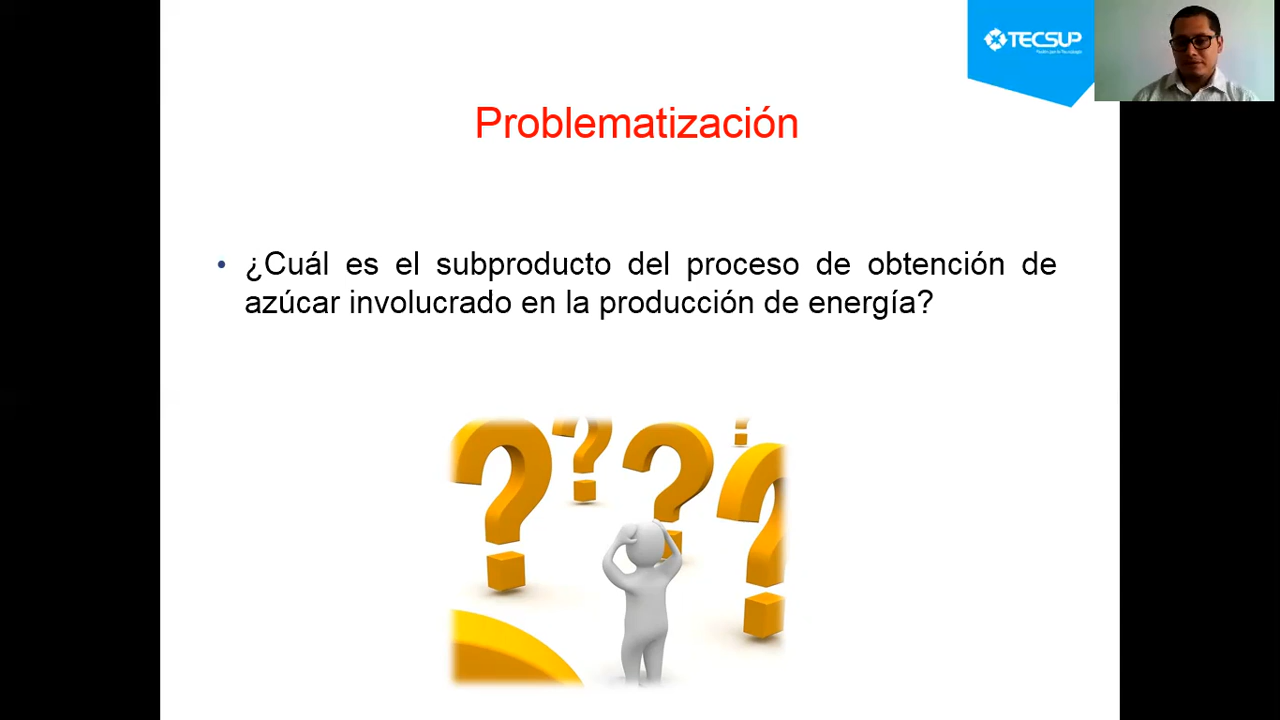 TECSUP
Problematización
• ¿Cuál es el subproducto del proceso de obtención de
azúcar involucrado en la producción de energía?